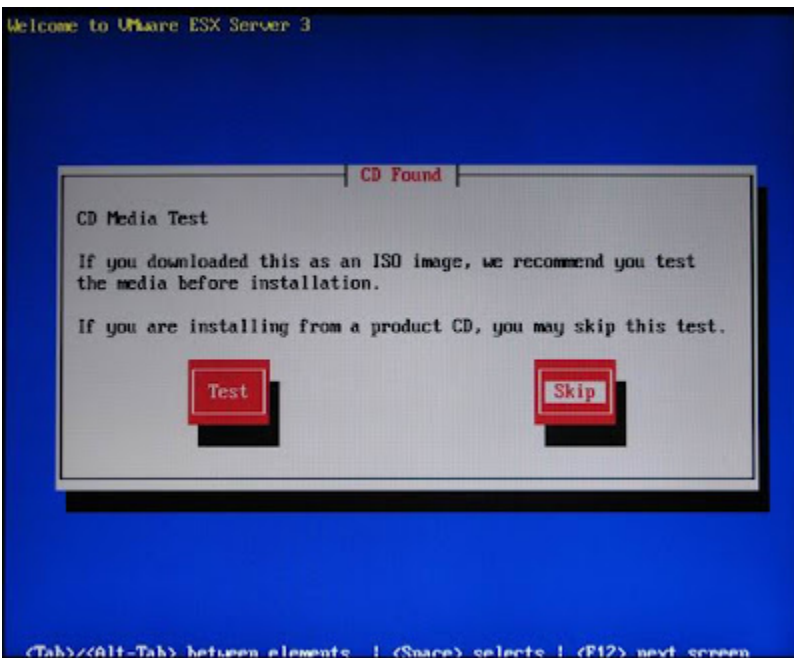 Welcome to VMware ESX Server 3
CD Found
CD Media Test
If you downloaded this as an ISO image, we recommend you test
the media before installation.
If you are installing from a product CD, you may skip this test.
Test
Skip
<Tab>/<Alt-Tab> between elements | <Space> selects | <F12> next screen